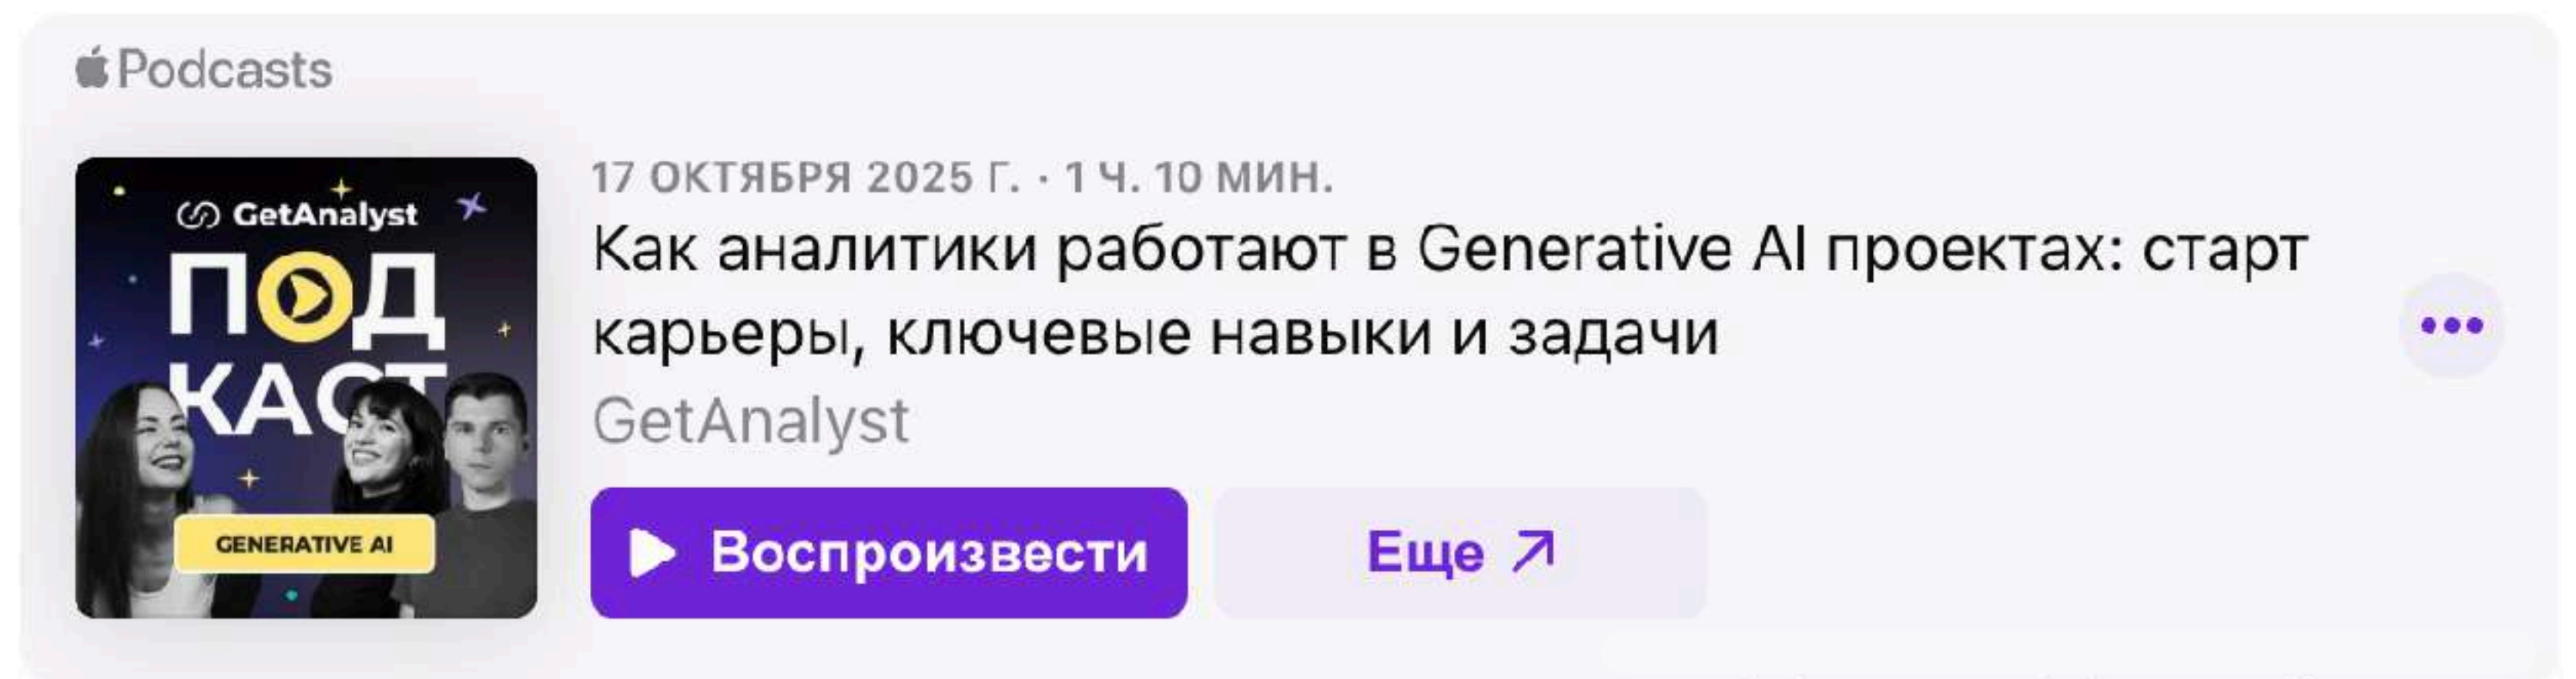 Podcasts
GetAnalyst
ПОД
КАСТ
GENERATIVE AI
17 ОКТЯБРЯ 2025 Г. · 1 Ч. 10 МИН.
Как аналитики работают в Generative AI проектах: старт
карьеры, ключевые навыки и задачи
GetAnalyst
Воспроизвести
Еще